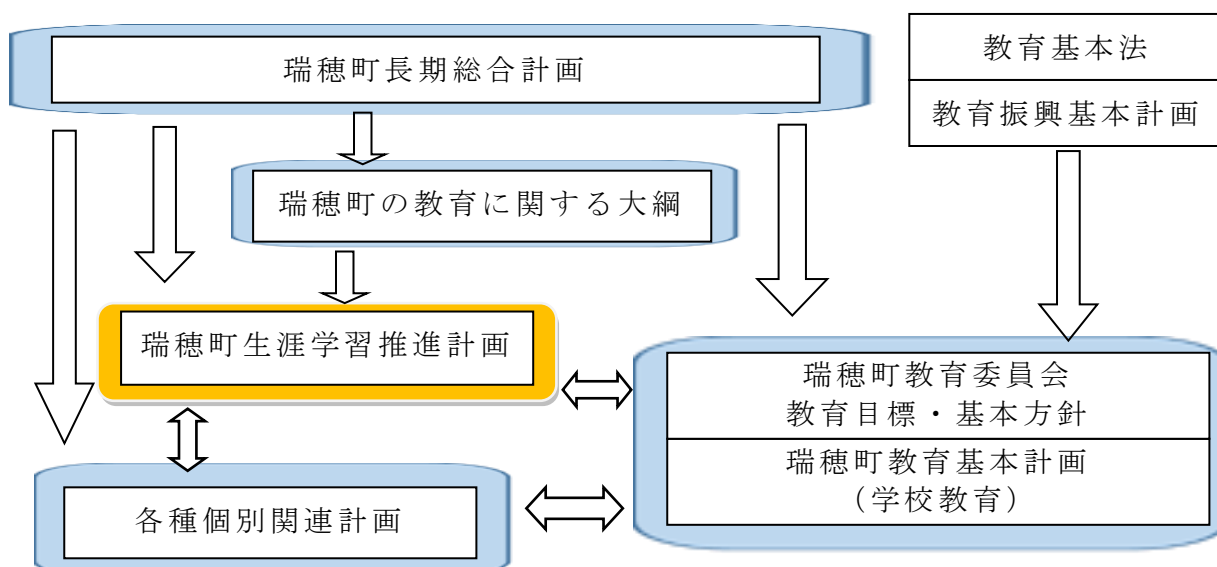 瑞穂町長期総合計画
教育基本法
教育振興基本計画
瑞穂町の教育に関する大綱
瑞穂町生涯学習推進計画
瑞穂町教育委員会
教育目標・基本方針
瑞穂町教育基本計画
（学校教育）
各種個別関連計画